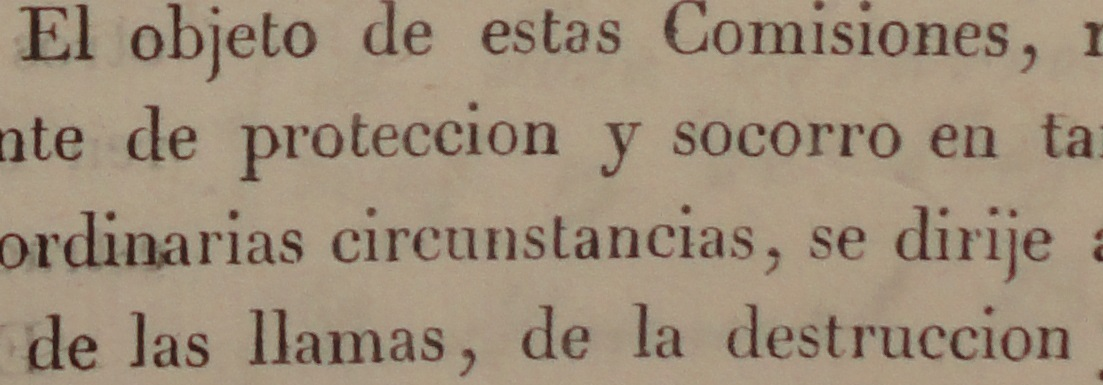 El objeto de estas Comisiones,
nte de proteccion y socorro en ta
ordinarias circunstancias, se dirije a
de las llamas, de la destruccion